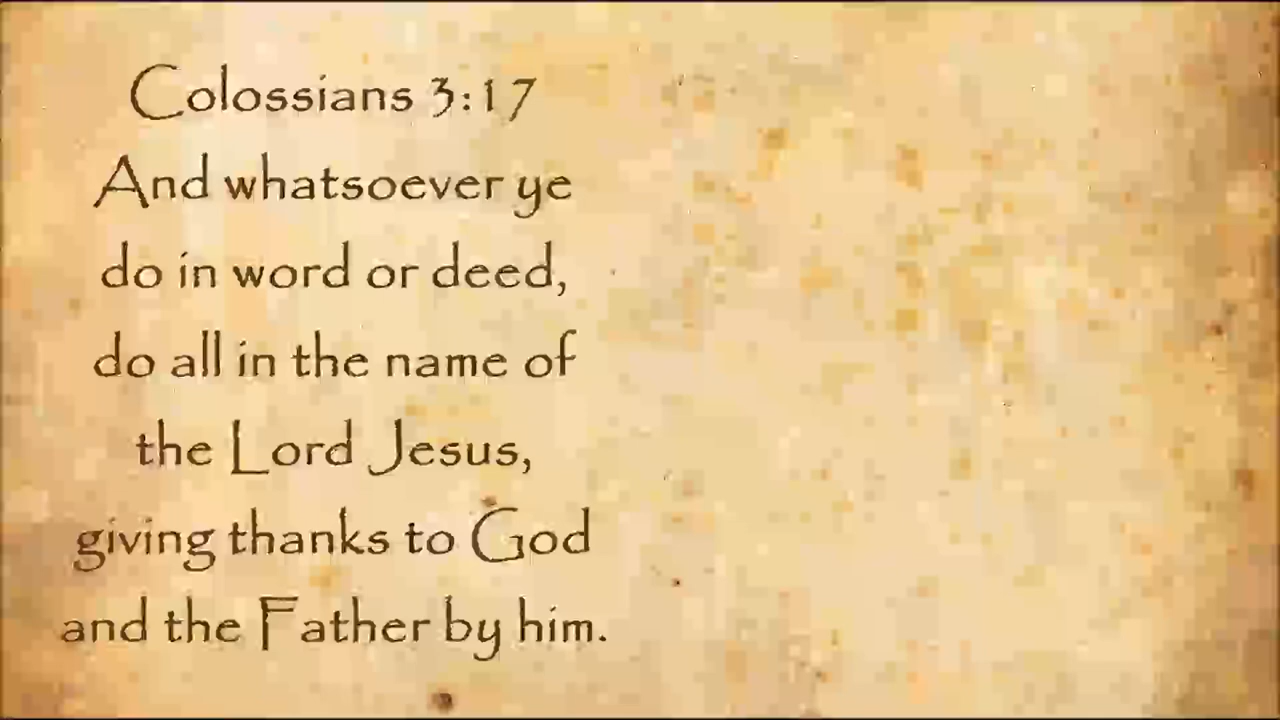 Colossians 3:17
And whatsoever ye
do in word or deed,
do all in the name of
the Lord Jesus,
giving thanks to God
and the Father by him.